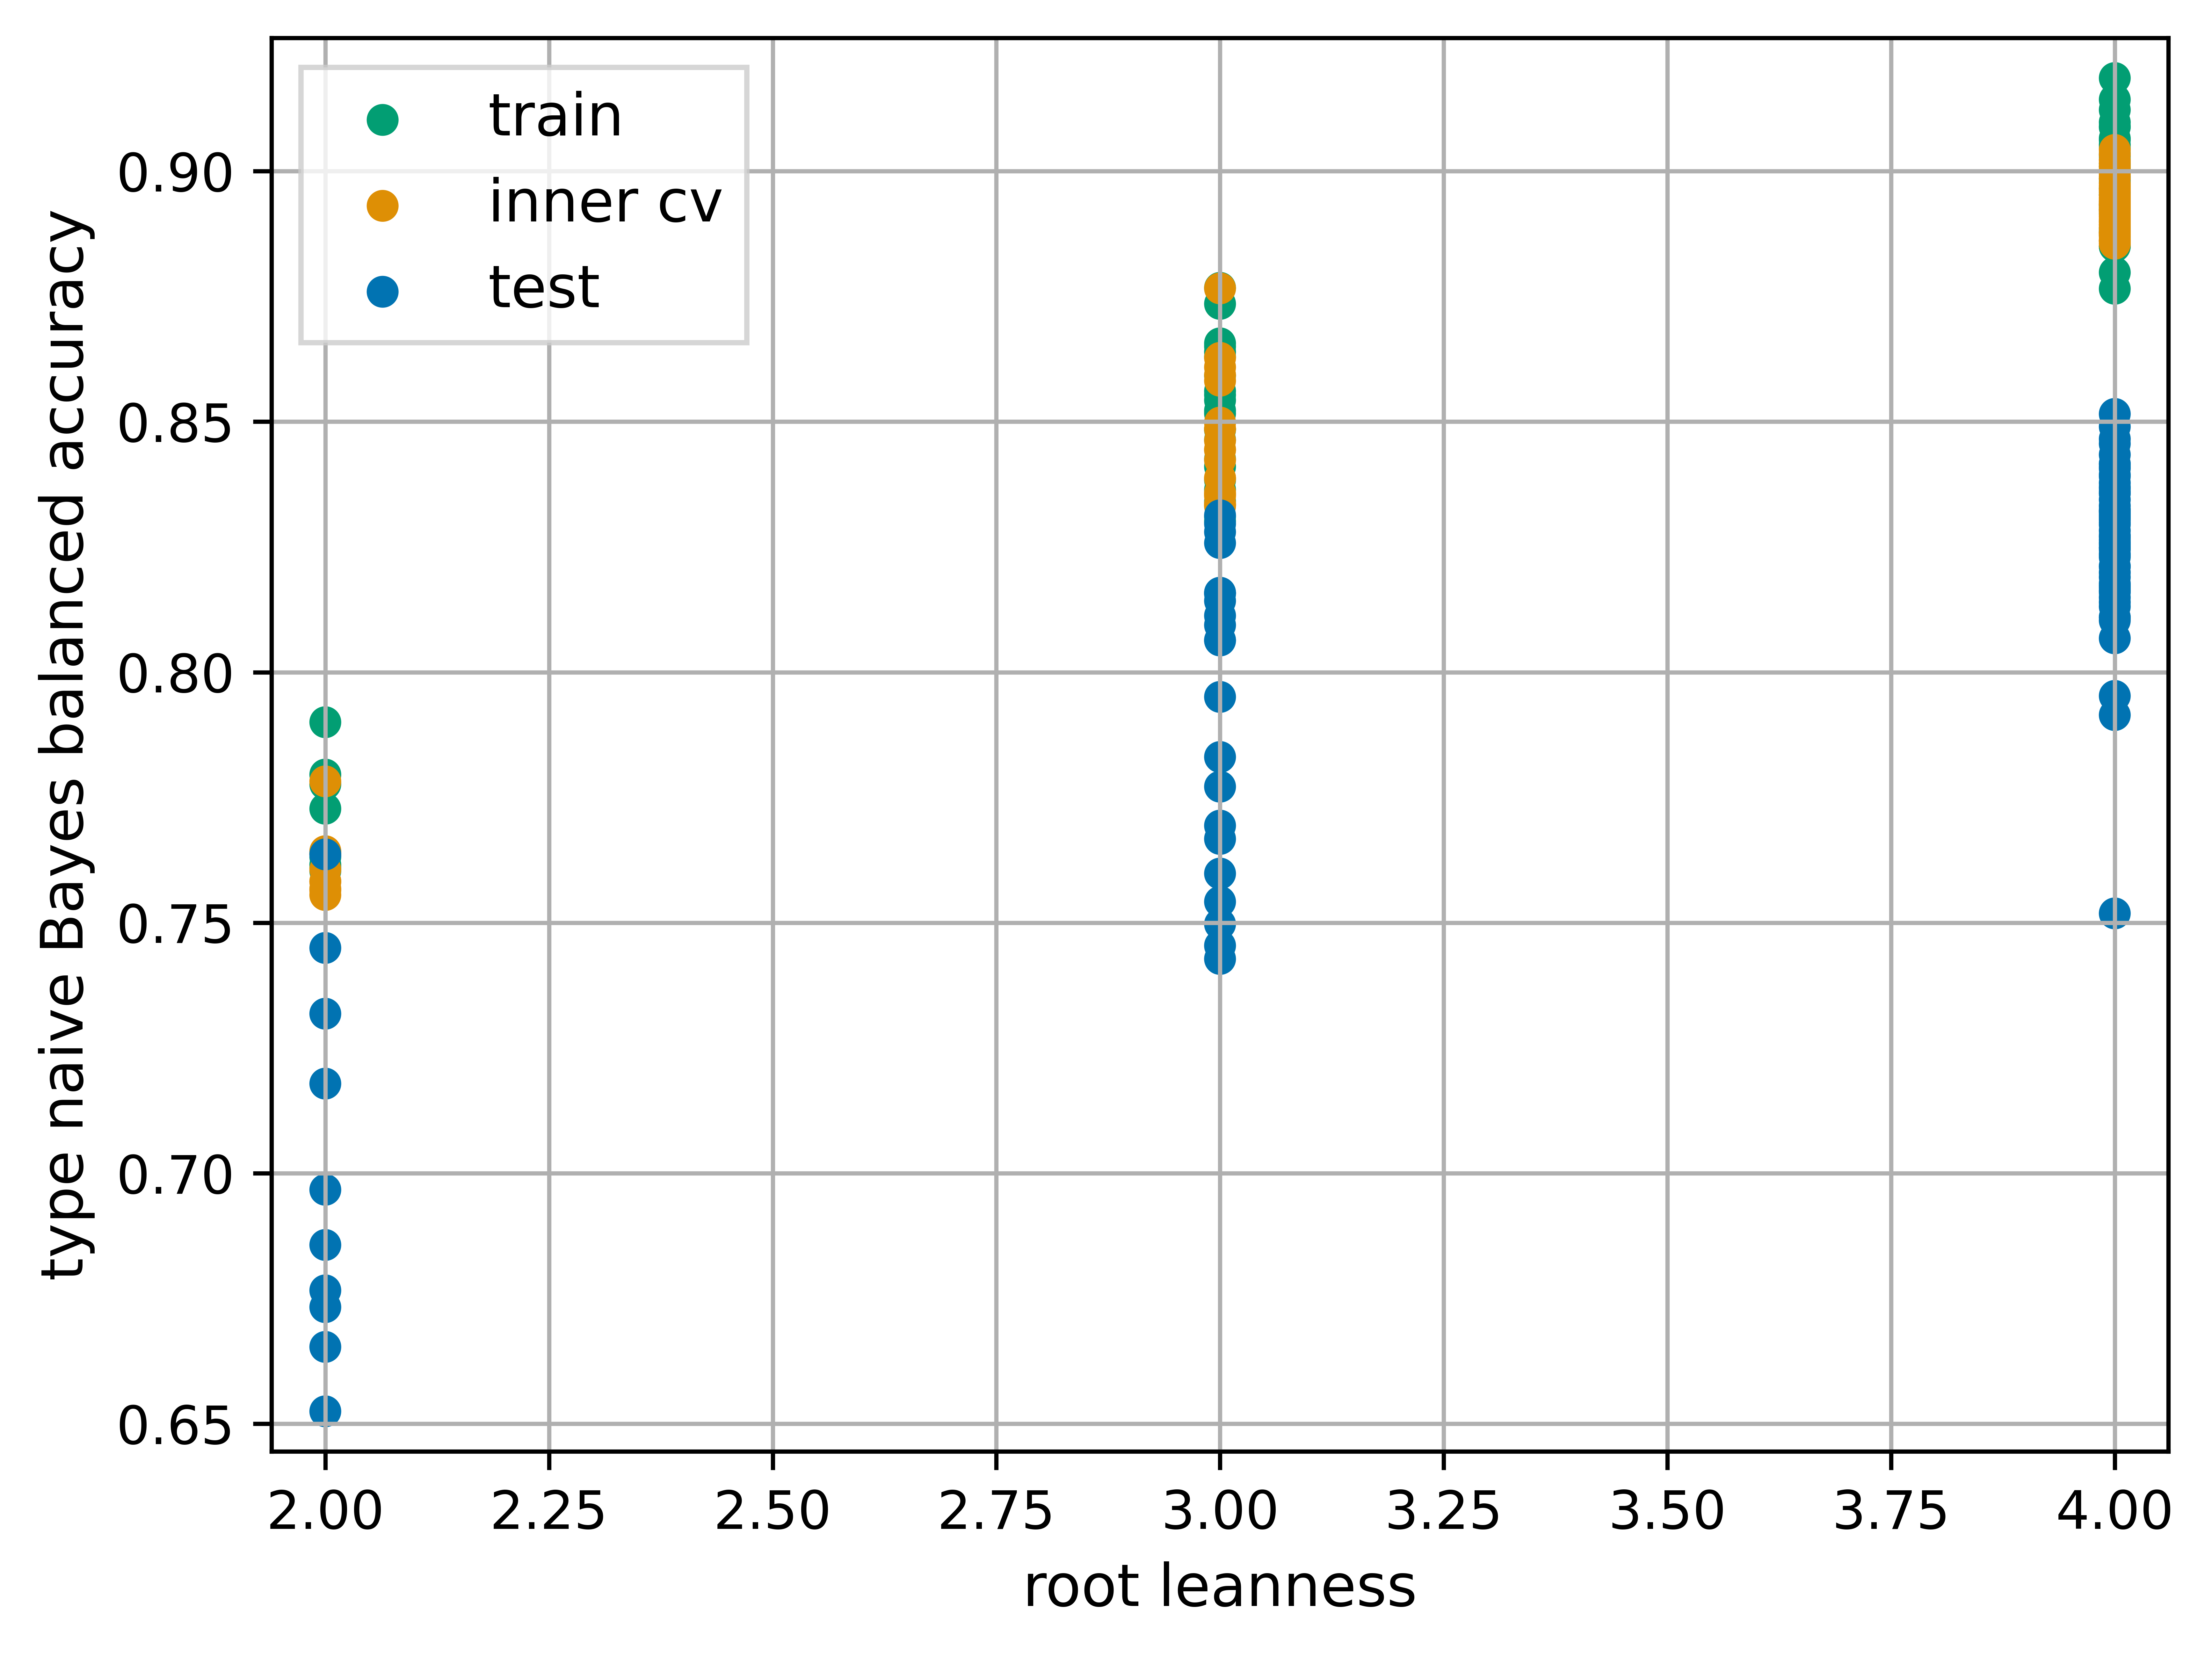 train
inner cv
test
type naive Bayes balanced accuracy
0.90
0.85
0.80
0.75
0.70
0.65
2.00 2.25 2.50 2.75 3.00 3.25 3.50 3.75 4.00
root leanness